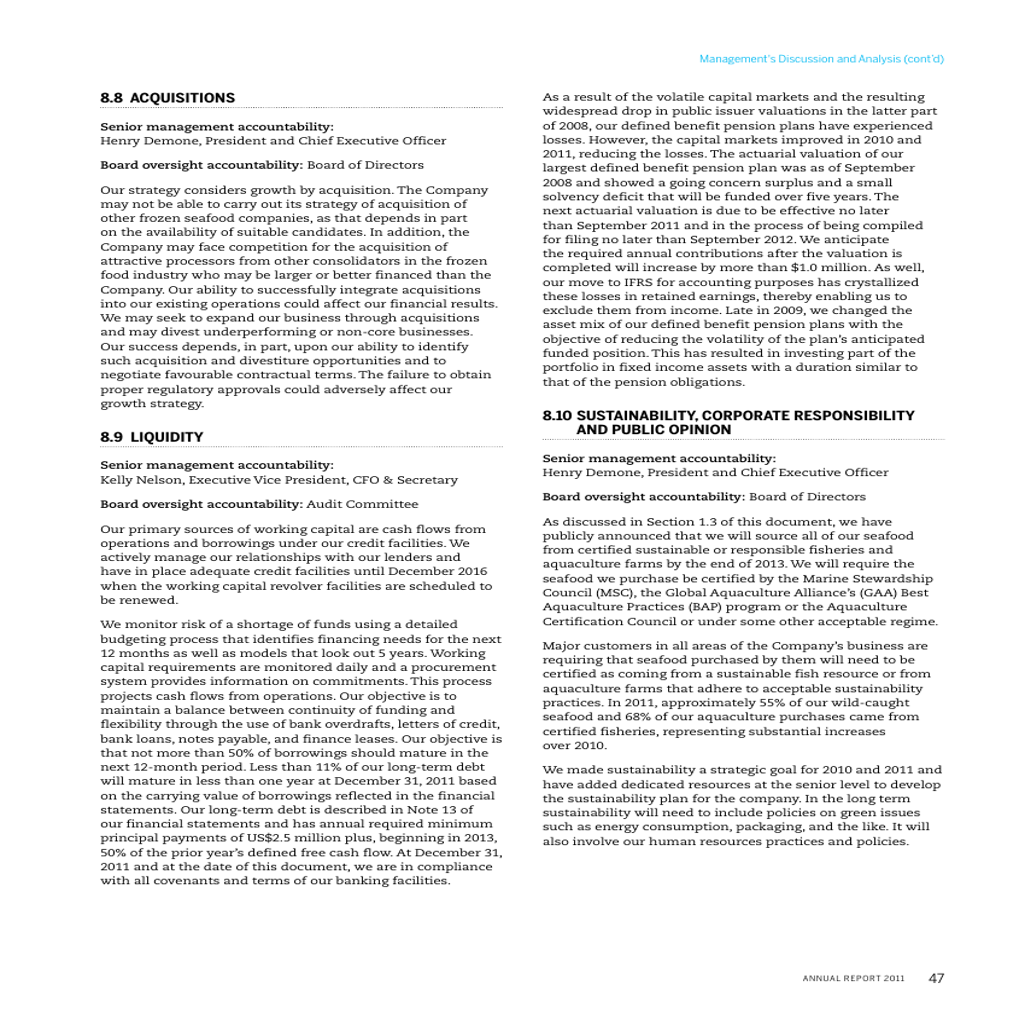 Management's Discussion and Analysis (cont'd)
8.8 ACQUISITIONS
Senior management accountability:
Henry Demone, President and Chief Executive Officer
Board oversight accountability: Board of Directors
Our strategy considers growth by acquisition. The Company
may not be able to carry out its strategy of acquisition of
other frozen seafood companies, as that depends in part
on the availability of suitable candidates. In addition, the
Company may face competition for the acquisition of
attractive processors from other consolidators in the frozen
food industry who may be larger or better financed than the
Company. Our ability to successfully integrate acquisitions
into our existing operations could affect our financial results.
We may seek to expand our business through acquisitions
and may divest underperforming or non-core businesses.
Our success depends, in part, upon our ability to identify
such acquisition and divestiture opportunities and to
negotiate favourable contractual terms. The failure to obtain
proper regulatory approvals could adversely affect our
growth strategy.
8.9 LIQUIDITY
Senior management accountability:
Kelly Nelson, Executive Vice President, CFO & Secretary
Board oversight accountability: Audit Committee
Our primary sources of working capital are cash flows from
operations and borrowings under our credit facilities. We
actively manage our relationships with our lenders and
have in place adequate credit facilities until December 2016
when the working capital revolver facilities are scheduled to
be renewed.
We monitor risk of a shortage of funds using a detailed
budgeting process that identifies financing needs for the next
12 months as well as models that look out 5 years. Working
capital requirements are monitored daily and a procurement
system provides information on commitments. This process
projects cash flows from operations. Our objective is to
maintain a balance between continuity of funding and
flexibility through the use of bank overdrafts, letters of credit,
bank loans, notes payable, and finance leases. Our objective is
that not more than 50% of borrowings should mature in the
next 12-month period. Less than 11% of our long-term debt
will mature in less than one year at December 31, 2011 based
on the carrying value of borrowings reflected in the financial
statements. Our long-term debt is described in Note 13 of
our financial statements and has annual required minimum
principal payments of US$2.5 million plus, beginning in 2013,
50% of the prior year's defined free cash flow. At December 31,
2011 and at the date of this document, we are in compliance
with all covenants and terms of our banking facilities.
As a result of the volatile capital markets and the resulting
widespread drop in public issuer valuations in the latter part
of 2008, our defined benefit pension plans have experienced
losses. However, the capital markets improved in 2010 and
2011, reducing the losses. The actuarial valuation of our
largest defined benefit pension plan was as of September
2008 and showed a going concern surplus and a small
solvency deficit that will be funded over five years. The
next actuarial valuation is due to be effective no later
than September 2011 and in the process of being compiled
for filing no later than September 2012. We anticipate
the required annual contributions after the valuation is
completed will increase by more than $1.0 million. As well,
our move to IFRS for accounting purposes has crystallized
these losses in retained earnings, thereby enabling us to
exclude them from income. Late in 2009, we changed the
asset mix of our defined benefit pension plans with the
objective of reducing the volatility of the plan's anticipated
funded position. This has resulted in investing part of the
portfolio in fixed income assets with a duration similar to
that of the pension obligations.
8.10 SUSTAINABILITY, CORPORATE RESPONSIBILITY
AND PUBLIC OPINION
Senior management accountability:
Henry Demone, President and Chief Executive Officer
Board oversight accountability: Board of Directors
As discussed in Section 1.3 of this document, we have
publicly announced that we will source all of our seafood
from certified sustainable or responsible fisheries and
aquaculture farms by the end of 2013. We will require the
seafood we purchase be certified by the Marine Stewardship
Council (MSC), the Global Aquaculture Alliance's (GAA) Best
Aquaculture Practices (BAP) program or the Aquaculture
Certification Council or under some other acceptable regime.
Major customers in all areas of the Company's business are
requiring that seafood purchased by them will need to be
certified as coming from a sustainable fish resource or from
aquaculture farms that adhere to acceptable sustainability
practices. In 2011, approximately 55% of our wild-caught
seafood and 68% of our aquaculture purchases came from
certified fisheries, representing substantial increases
over 2010.
We made sustainability a strategic goal for 2010 and 2011 and
have added dedicated resources at the senior level to develop
the sustainability plan for the company. In the long term
sustainability will need to include policies on green issues
such as energy consumption, packaging, and the like. It will
also involve our human resources practices and policies.
ANNUAL REPORT 2011 47